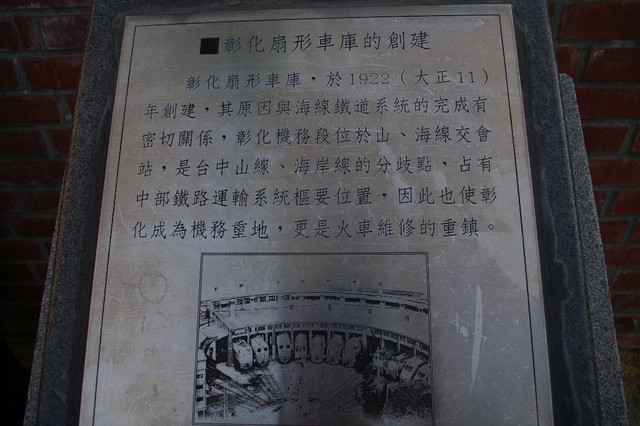 ■彰化扇形車庫的創建
彰化扇形車庫，於1922（大正11）
年創建，其原因與海線鐵道系統的完成有
密切關係，彰化機務段位於山、海線交會
站，是台中山線、海岸線的分歧點，占有
中部鐵路運輸系統樞要位置，因此也使彰
化成為機務重地，更是火車維修的重鎮。